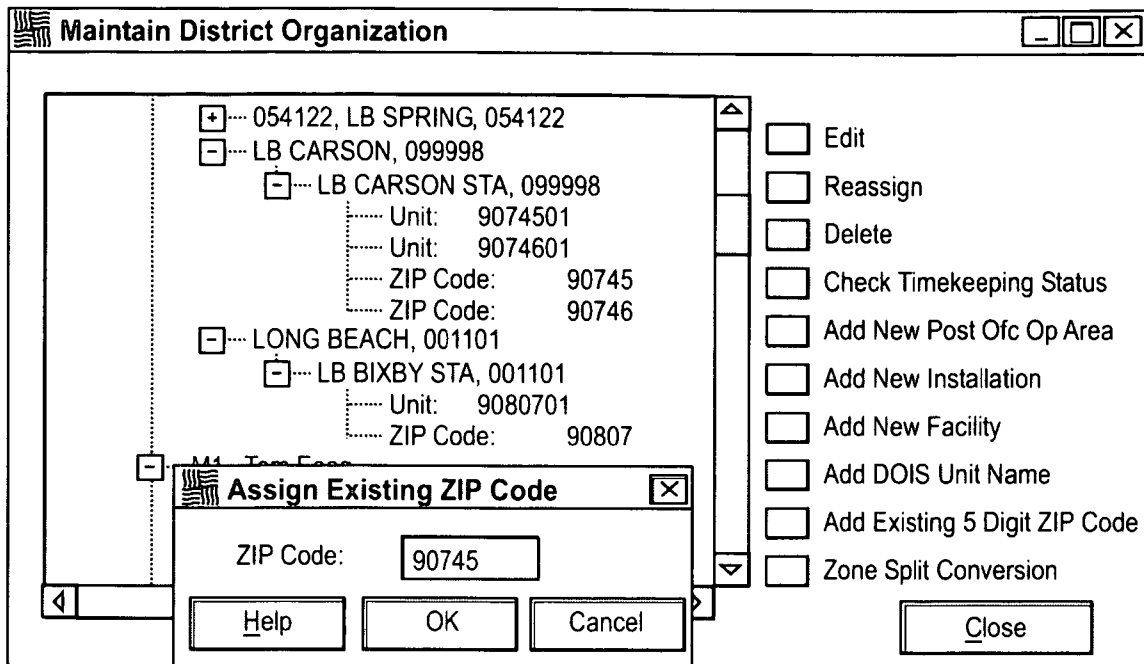 Maintain District Organization
054122, LB SPRING, 054122
LB CARSON, 099998
LB CARSON STA, 099998
Unit: 9074501
Unit: 9074601
ZIP Code: 90745
ZIP Code: 90746
LONG BEACH, 001101
LB BIXBY STA, 001101
Unit: 9080701
ZIP Code: 90807
Assign Existing ZIP Code
ZIP Code: 90745
Help OK Cancel
Edit
Reassign
Delete
Check Timekeeping Status
Add New Post Ofc Op Area
Add New Installation
Add New Facility
Add DOIS Unit Name
Add Existing 5 Digit ZIP Code
Zone Split Conversion
Close